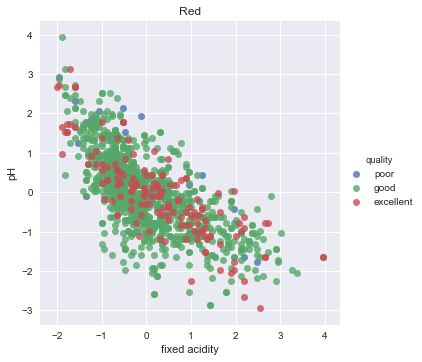 Red
4
3
2
1
0
−1
−2
−3
pH
−2 −1 0 1 2 3 4
fixed acidity
quality
poor
good
excellent